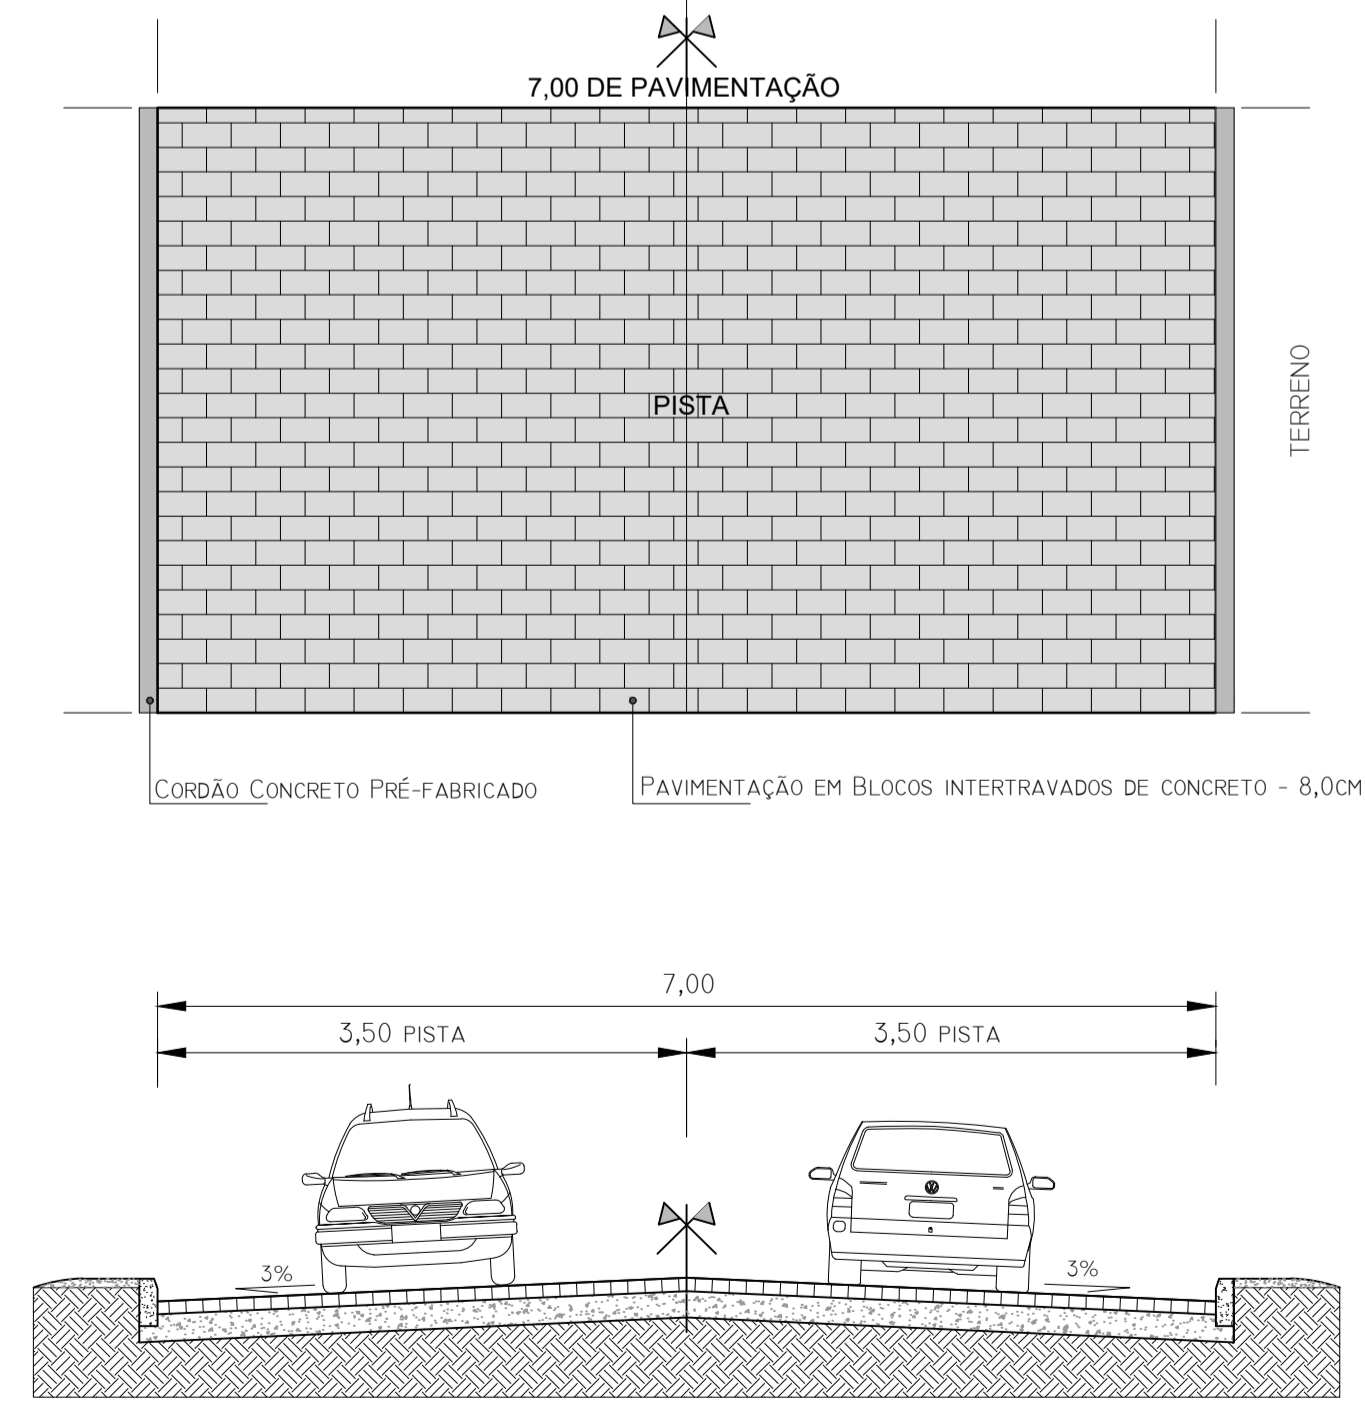 7,00 DE PAVIMENTAÇÃO
PISTA
TERRENO
CORDÃO CONCRETO PRÉ-FABRICADO
PAVIMENTAÇÃO EM BLOCOS INTERTRAVADOS DE CONCRETO - 8,0CM
7,00
3,50 PISTA
3,50 PISTA
3%
3%